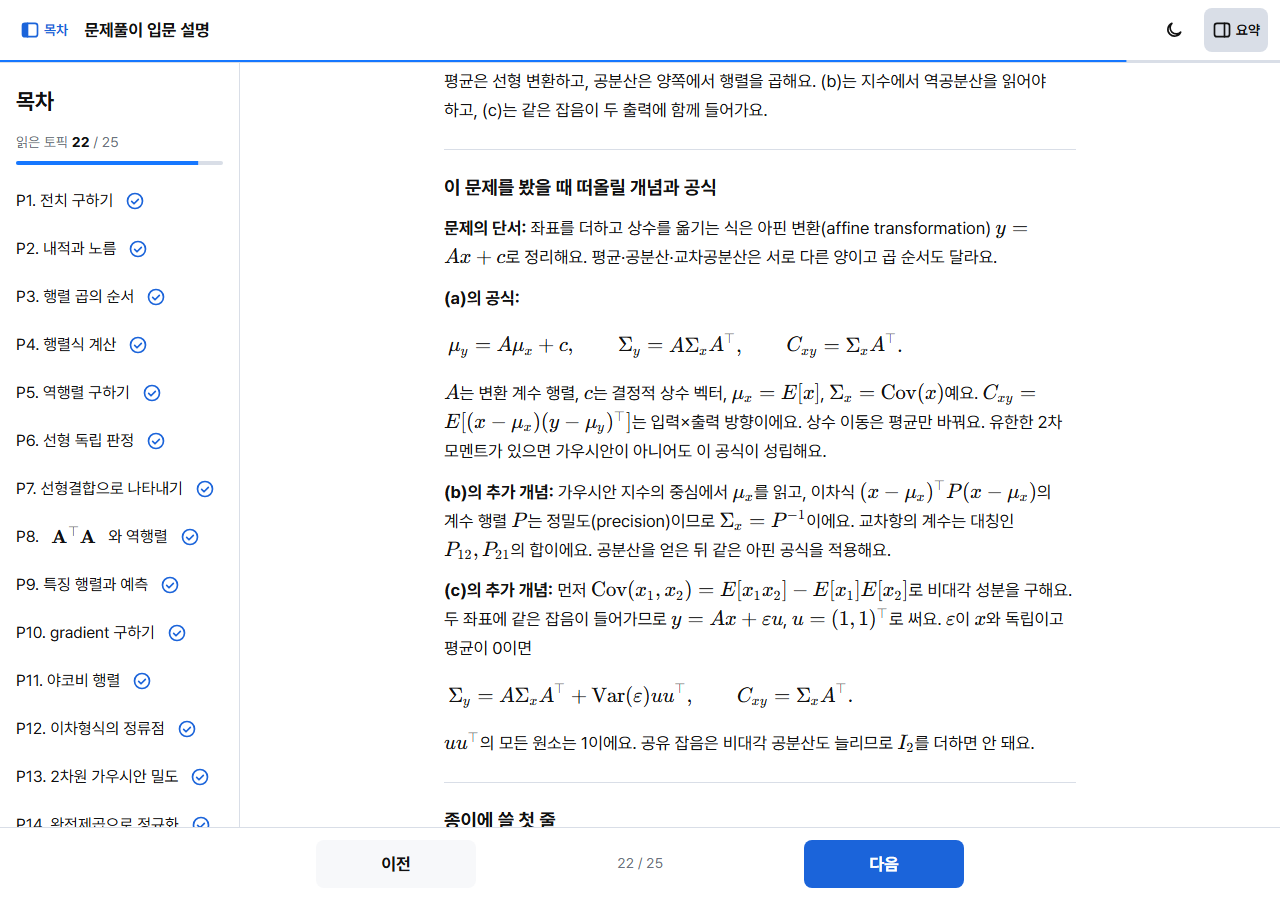 목차 문제풀이 입문 설명 요약
목차
읽은 토픽 22 / 25
P1. 전치 구하기
P2. 내적과 노름
P3. 행렬 곱의 순서
P4. 행렬식 계산
P5. 역행렬 구하기
P6. 선형 독립 판정
P7. 선형결합으로 나타내기
P8. A⊤A 와 역행렬
P9. 특징 행렬과 예측
P10. gradient 구하기
P11. 야코비 행렬
P12. 이차형식의 정류점
P13. 2차원 가우시안 밀도
P14. 완전제곱으로 정규화
평균은 선형 변환하고, 공분산은 양쪽에서 행렬을 곱해요. (b)는 지수에서 역공분산을 읽어야
하고, (c)는 같은 잡음이 두 출력에 함께 들어가요.
이 문제를 봤을 때 떠올릴 개념과 공식
문제의 단서: 좌표를 더하고 상수를 옮기는 식은 아핀 변환(affine transformation) y =
Ax + c로 정리해요. 평균·공분산·교차공분산은 서로 다른 양이고 곱 순서도 달라요.
(a)의 공식:
μ_y = Aμ_x + c, Σ_y = AΣ_xA⊤, C_xy = Σ_xA⊤.
A는 변환 계수 행렬, c는 결정적 상수 벡터, μ_x = E[x], Σ_x = Cov(x)예요. C_xy =
E[(x − μ_x)(y − μ_y)⊤]는 입력×출력 방향이에요. 상수 이동은 평균만 바꿔요. 유한한 2차
모멘트가 있으면 가우시안이 아니어도 이 공식이 성립해요.
(b)의 추가 개념: 가우시안 지수의 중심에서 μ_x를 읽고, 이차식 (x − μ_x)⊤P(x − μ_x)의
계수 행렬 P는 정밀도(precision)이므로 Σ_x = P⁻¹이에요. 교차항의 계수는 대칭인
P₁₂, P₂₁의 합이에요. 공분산을 얻은 뒤 같은 아핀 공식을 적용해요.
(c)의 추가 개념: 먼저 Cov(x₁, x₂) = E[x₁x₂] − E[x₁]E[x₂]로 비대각 성분을 구해요.
두 좌표에 같은 잡음이 들어가므로 y = Ax + εu, u = (1, 1)⊤로 써요. ε이 x와 독립이고
평균이 0이면
Σ_y = AΣ_xA⊤ + Var(ε)uu⊤, C_xy = Σ_xA⊤.
uu⊤의 모든 원소는 1이에요. 공유 잡음은 비대각 공분산도 늘리므로 I₂를 더하면 안 돼요.
종이에 쓸 첫 줄
이전 22 / 25 다음